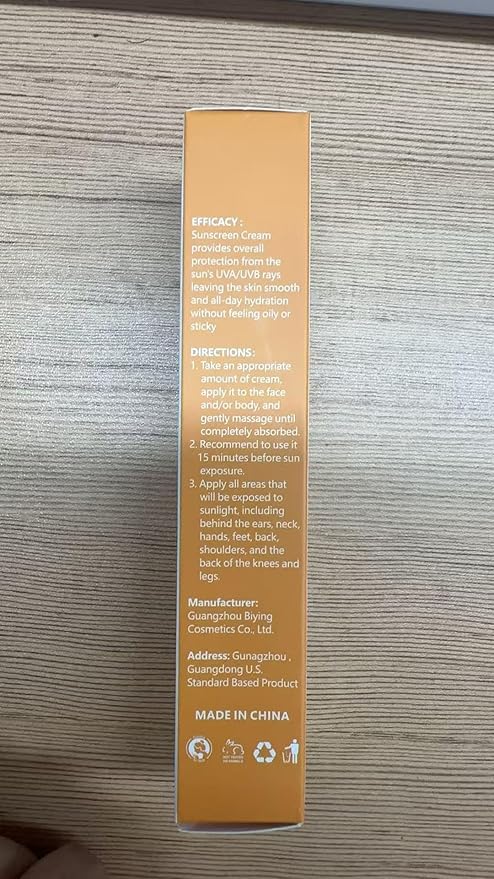 EFFICACY :
Sunscreen Cream
provides overall
protection from the
sun's UVA/UVB rays
leaving the skin smooth
and all-day hydration
without feeling oily or
sticky
DIRECTIONS:
1. Take an appropriate
amount of cream,
apply it to the face
and/or body, and
gently massage until
completely absorbed.
2. Recommend to use it
15 minutes before sun
exposure.
3. Apply all areas that
will be exposed to
sunlight, including
behind the ears, neck,
hands, feet, back,
shoulders, and the
back of the knees and
legs.
Manufacturer:
Guangzhou Biying
Cosmetics Co., Ltd.
Address: Gunagzhou ,
Guangdong U.S.
Standard Based Product
MADE IN CHINA
NOT TESTED
ON ANIMALS